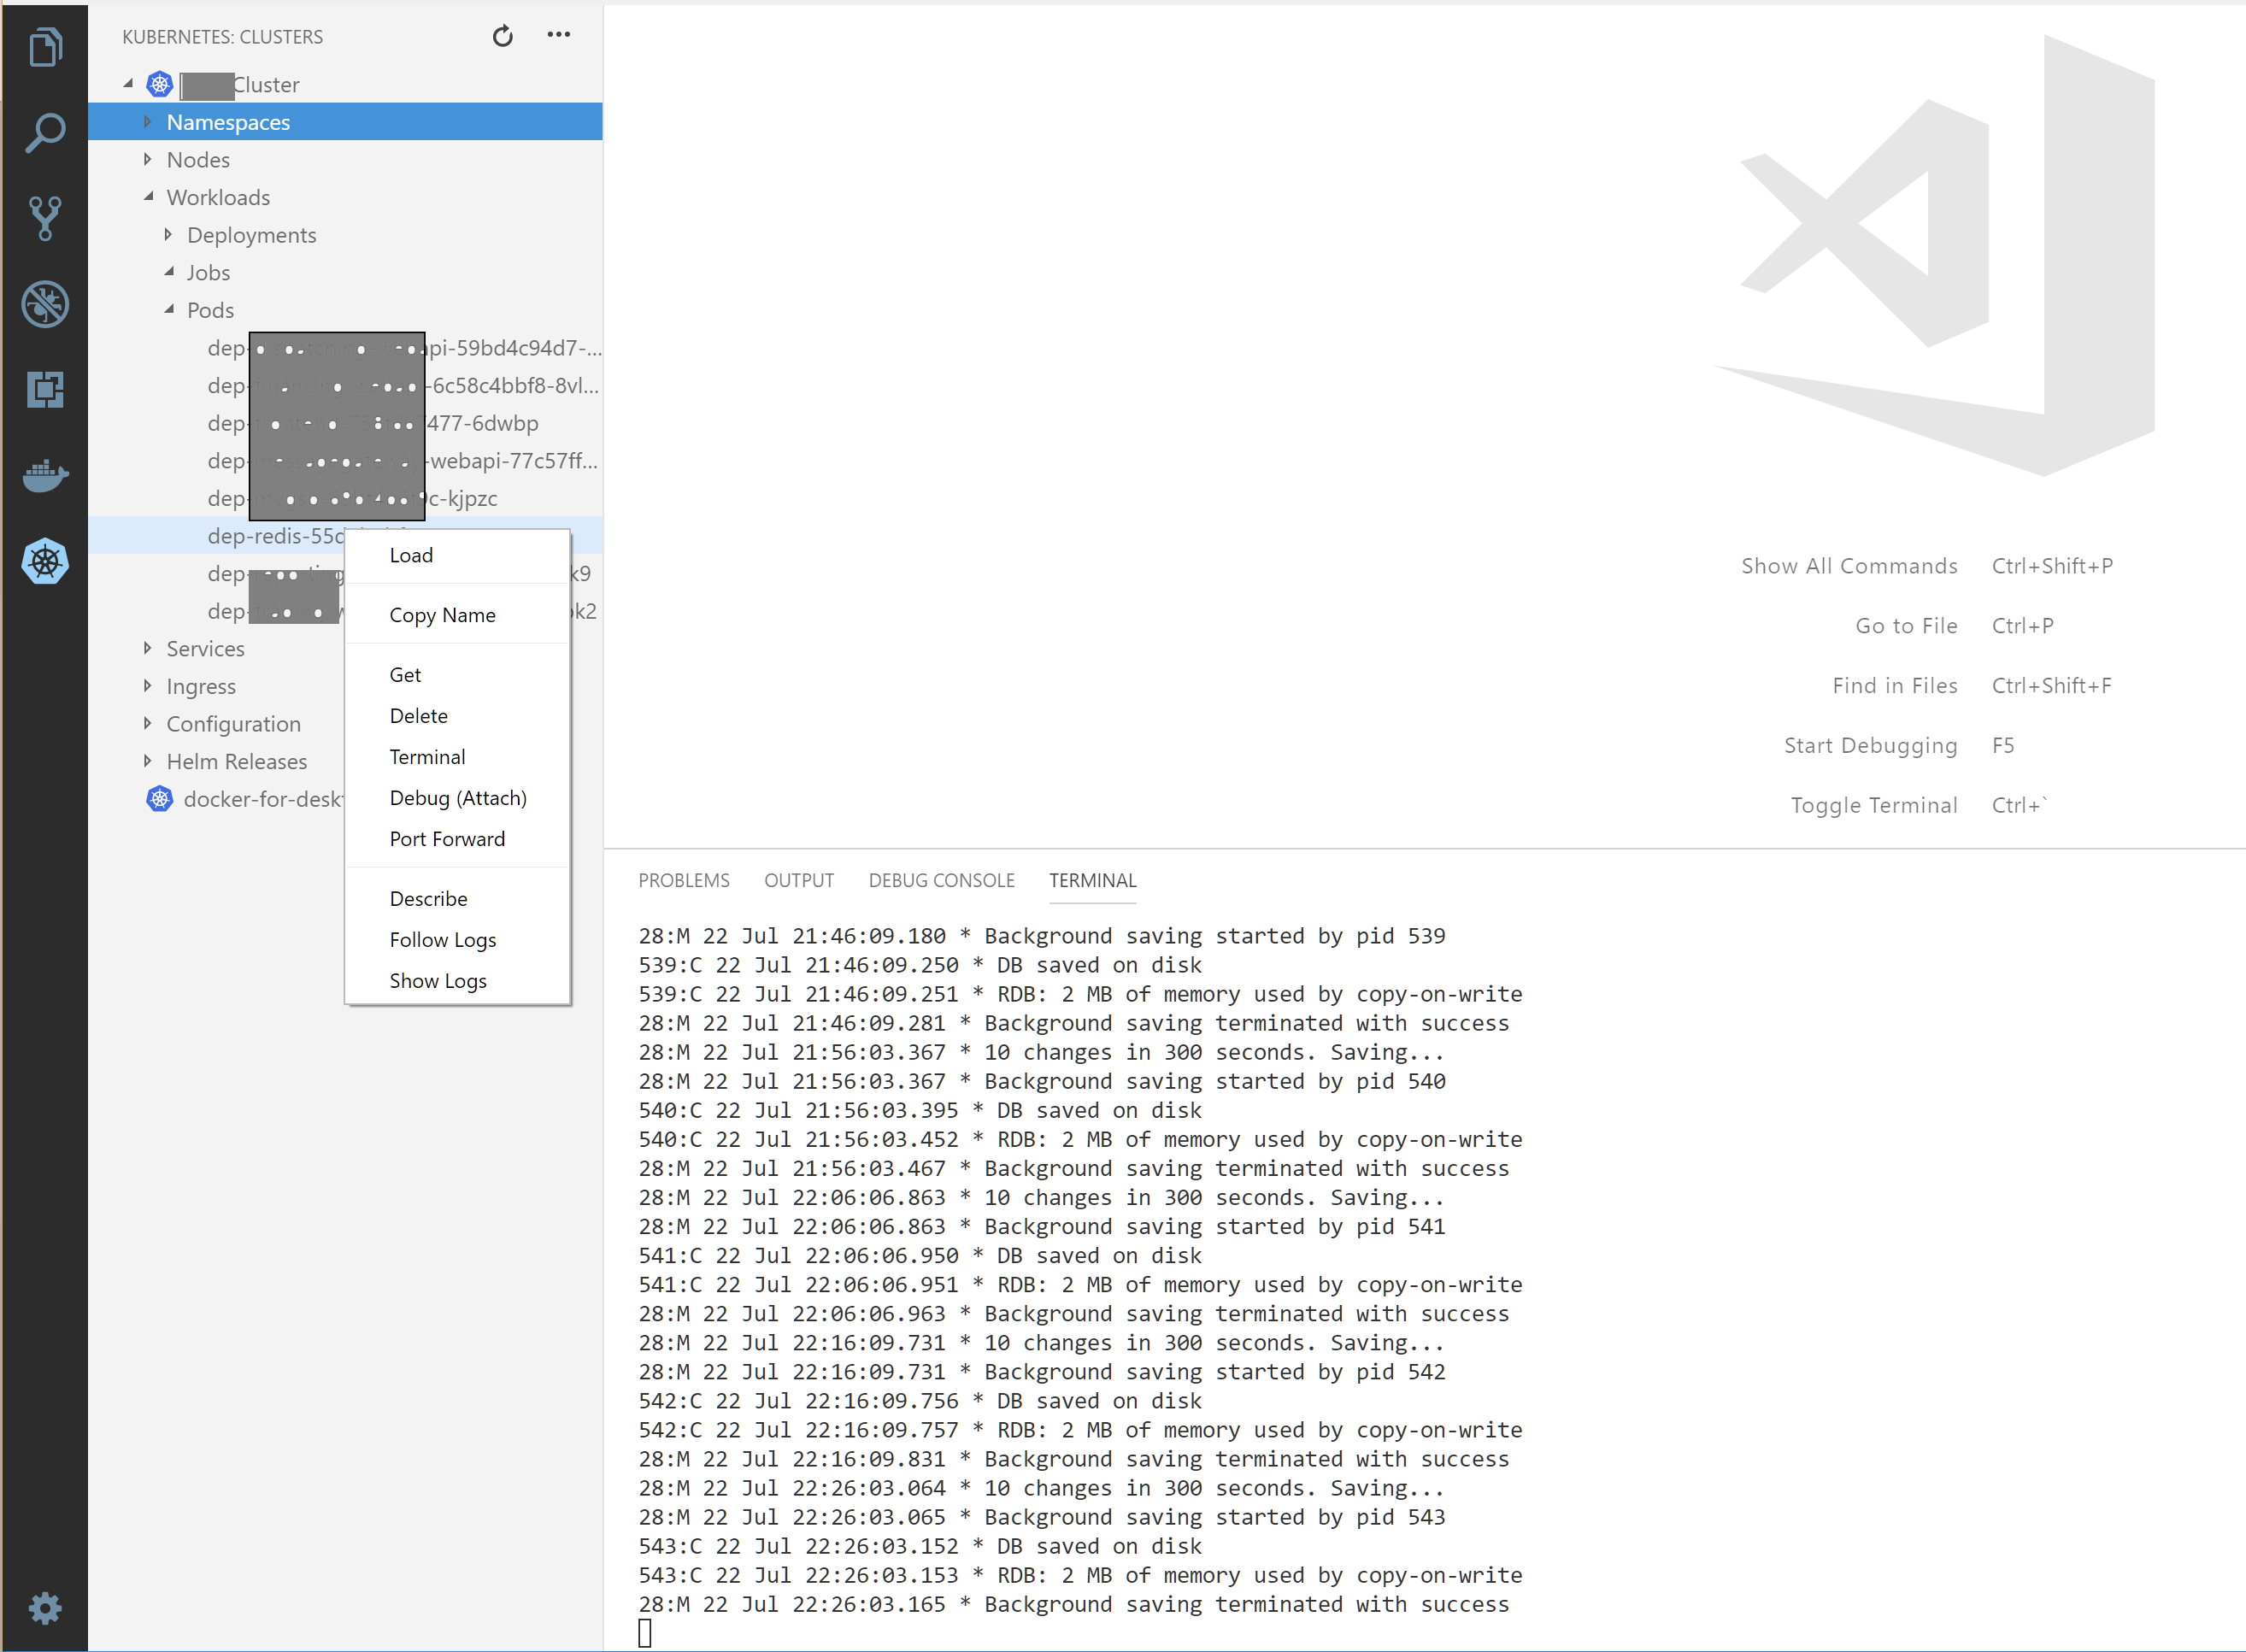 KUBERNETES: CLUSTERS
Cluster
Namespaces
Nodes
Workloads
Deployments
Jobs
Pods
dep- api-59bd4c94d7-...
dep- -6c58c4bbf8-8vl...
dep- 7477-6dwbp
dep- -webapi-77c57ff...
dep- c-kjpzc
dep-redis-55
dep- k9
dep- k2
Services
Ingress
Configuration
Helm Releases
docker-for-desk
Load
Copy Name
Get
Delete
Terminal
Debug (Attach)
Port Forward
Describe
Follow Logs
Show Logs
Show All Commands Ctrl+Shift+P
Go to File Ctrl+P
Find in Files Ctrl+Shift+F
Start Debugging F5
Toggle Terminal Ctrl+`
PROBLEMS OUTPUT DEBUG CONSOLE TERMINAL
28:M 22 Jul 21:46:09.180 * Background saving started by pid 539
539:C 22 Jul 21:46:09.250 * DB saved on disk
539:C 22 Jul 21:46:09.251 * RDB: 2 MB of memory used by copy-on-write
28:M 22 Jul 21:46:09.281 * Background saving terminated with success
28:M 22 Jul 21:56:03.367 * 10 changes in 300 seconds. Saving...
28:M 22 Jul 21:56:03.367 * Background saving started by pid 540
540:C 22 Jul 21:56:03.395 * DB saved on disk
540:C 22 Jul 21:56:03.452 * RDB: 2 MB of memory used by copy-on-write
28:M 22 Jul 21:56:03.467 * Background saving terminated with success
28:M 22 Jul 22:06:06.863 * 10 changes in 300 seconds. Saving...
28:M 22 Jul 22:06:06.863 * Background saving started by pid 541
541:C 22 Jul 22:06:06.950 * DB saved on disk
541:C 22 Jul 22:06:06.951 * RDB: 2 MB of memory used by copy-on-write
28:M 22 Jul 22:06:06.963 * Background saving terminated with success
28:M 22 Jul 22:16:09.731 * 10 changes in 300 seconds. Saving...
28:M 22 Jul 22:16:09.731 * Background saving started by pid 542
542:C 22 Jul 22:16:09.756 * DB saved on disk
542:C 22 Jul 22:16:09.757 * RDB: 2 MB of memory used by copy-on-write
28:M 22 Jul 22:16:09.831 * Background saving terminated with success
28:M 22 Jul 22:26:03.064 * 10 changes in 300 seconds. Saving...
28:M 22 Jul 22:26:03.065 * Background saving started by pid 543
543:C 22 Jul 22:26:03.152 * DB saved on disk
543:C 22 Jul 22:26:03.153 * RDB: 2 MB of memory used by copy-on-write
28:M 22 Jul 22:26:03.165 * Background saving terminated with success